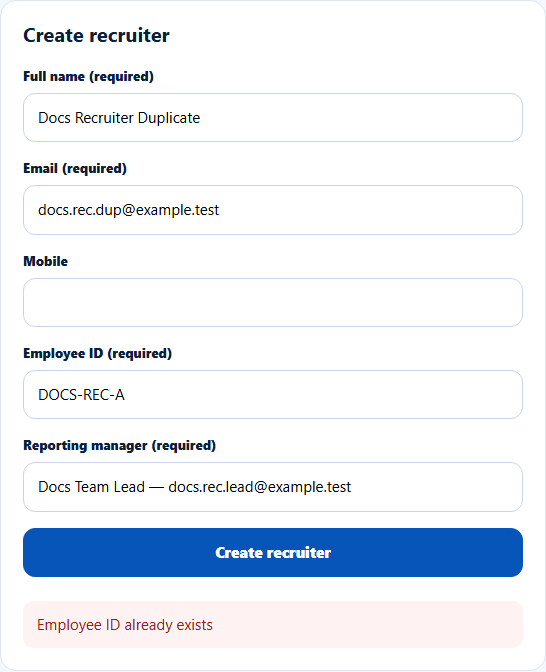 Create recruiter
Full name (required)
Docs Recruiter Duplicate
Email (required)
docs.rec.dup@example.test
Mobile
Employee ID (required)
DOCS-REC-A
Reporting manager (required)
Docs Team Lead — docs.rec.lead@example.test
Create recruiter
Employee ID already exists